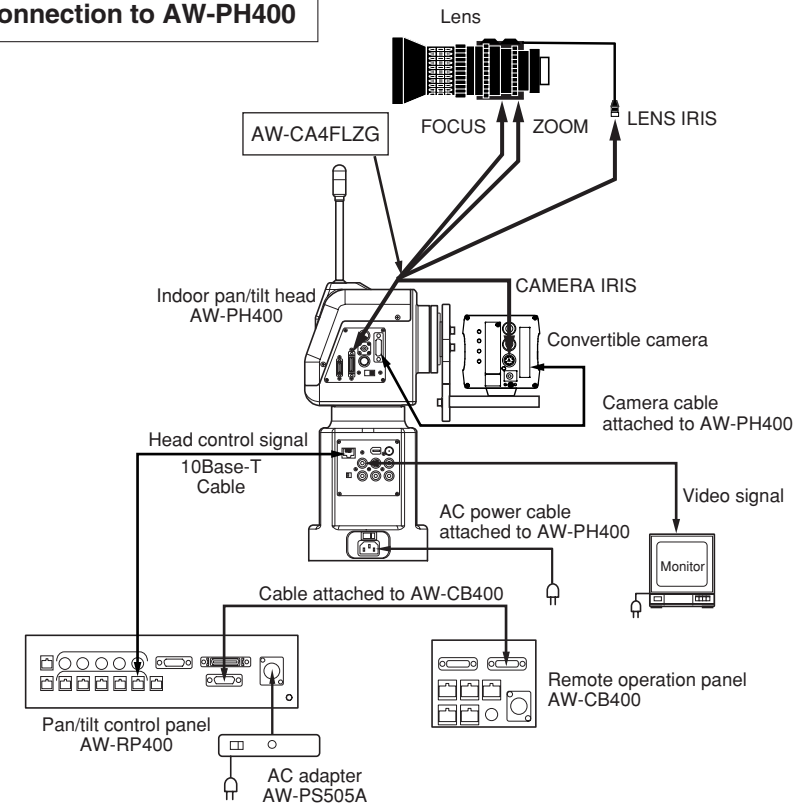 onnection to AW-PH400
Lens
FOCUS
ZOOM
LENS IRIS
AW-CA4FLZG
CAMERA IRIS
Indoor pan/tilt head
AW-PH400
Convertible camera
Camera cable
attached to AW-PH400
Head control signal
10Base-T
Cable
Video signal
AC power cable
attached to AW-PH400
Monitor
Cable attached to AW-CB400
Remote operation panel
AW-CB400
Pan/tilt control panel
AW-RP400
AC adapter
AW-PS505A